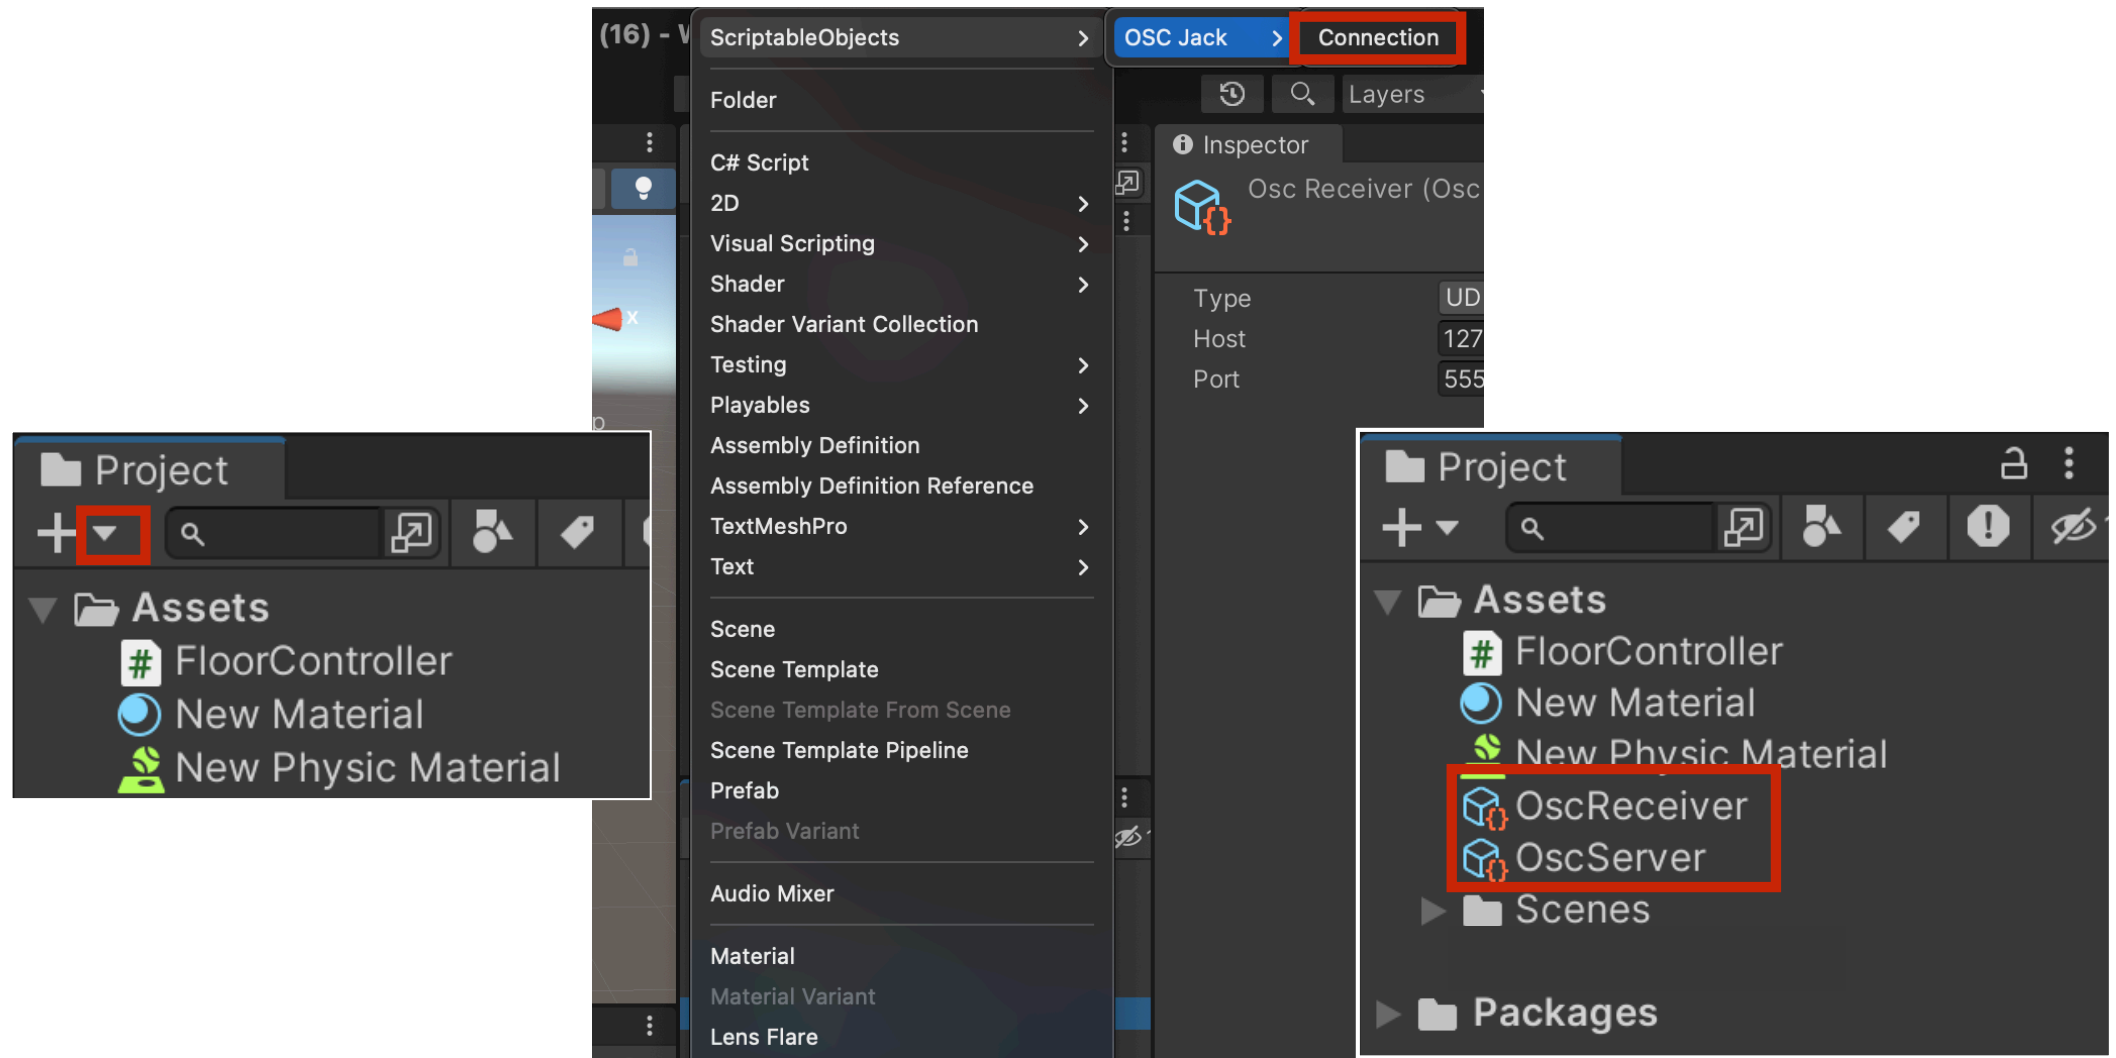 Project
Assets
#
FloorController
New Material
New Physic Material
(16) -
ScriptableObjects
OSC Jack
Connection
Folder
C# Script
2D
Visual Scripting
Shader
Shader Variant Collection
Testing
Playables
Assembly Definition
Assembly Definition Reference
TextMeshPro
Text
Scene
Scene Template
Scene Template From Scene
Scene Template Pipeline
Prefab
Prefab Variant
Audio Mixer
Material
Material Variant
Lens Flare
X
Layers
Inspector
Osc Receiver (Osc
{}
Type UD
Host 127
Port 555
Project
Assets
#
FloorController
New Material
New Physic Material
{} OscReceiver
{} OscServer
Scenes
Packages